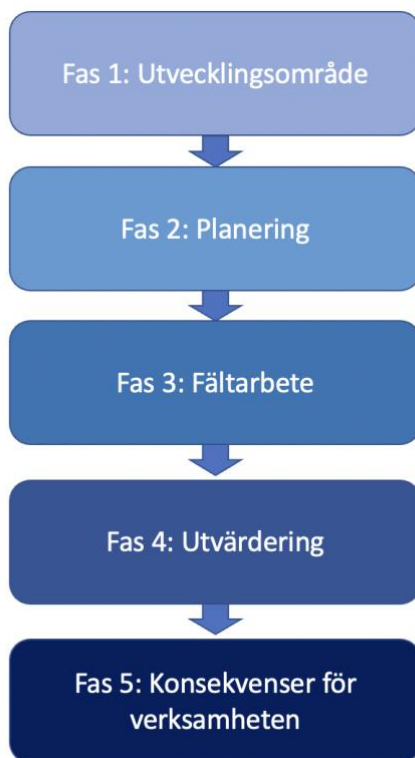 Fas 1: Utvecklingsområde
Fas 2: Planering
Fas 3: Fältarbete
Fas 4: Utvärdering
Fas 5: Konsekvenser för
verksamheten